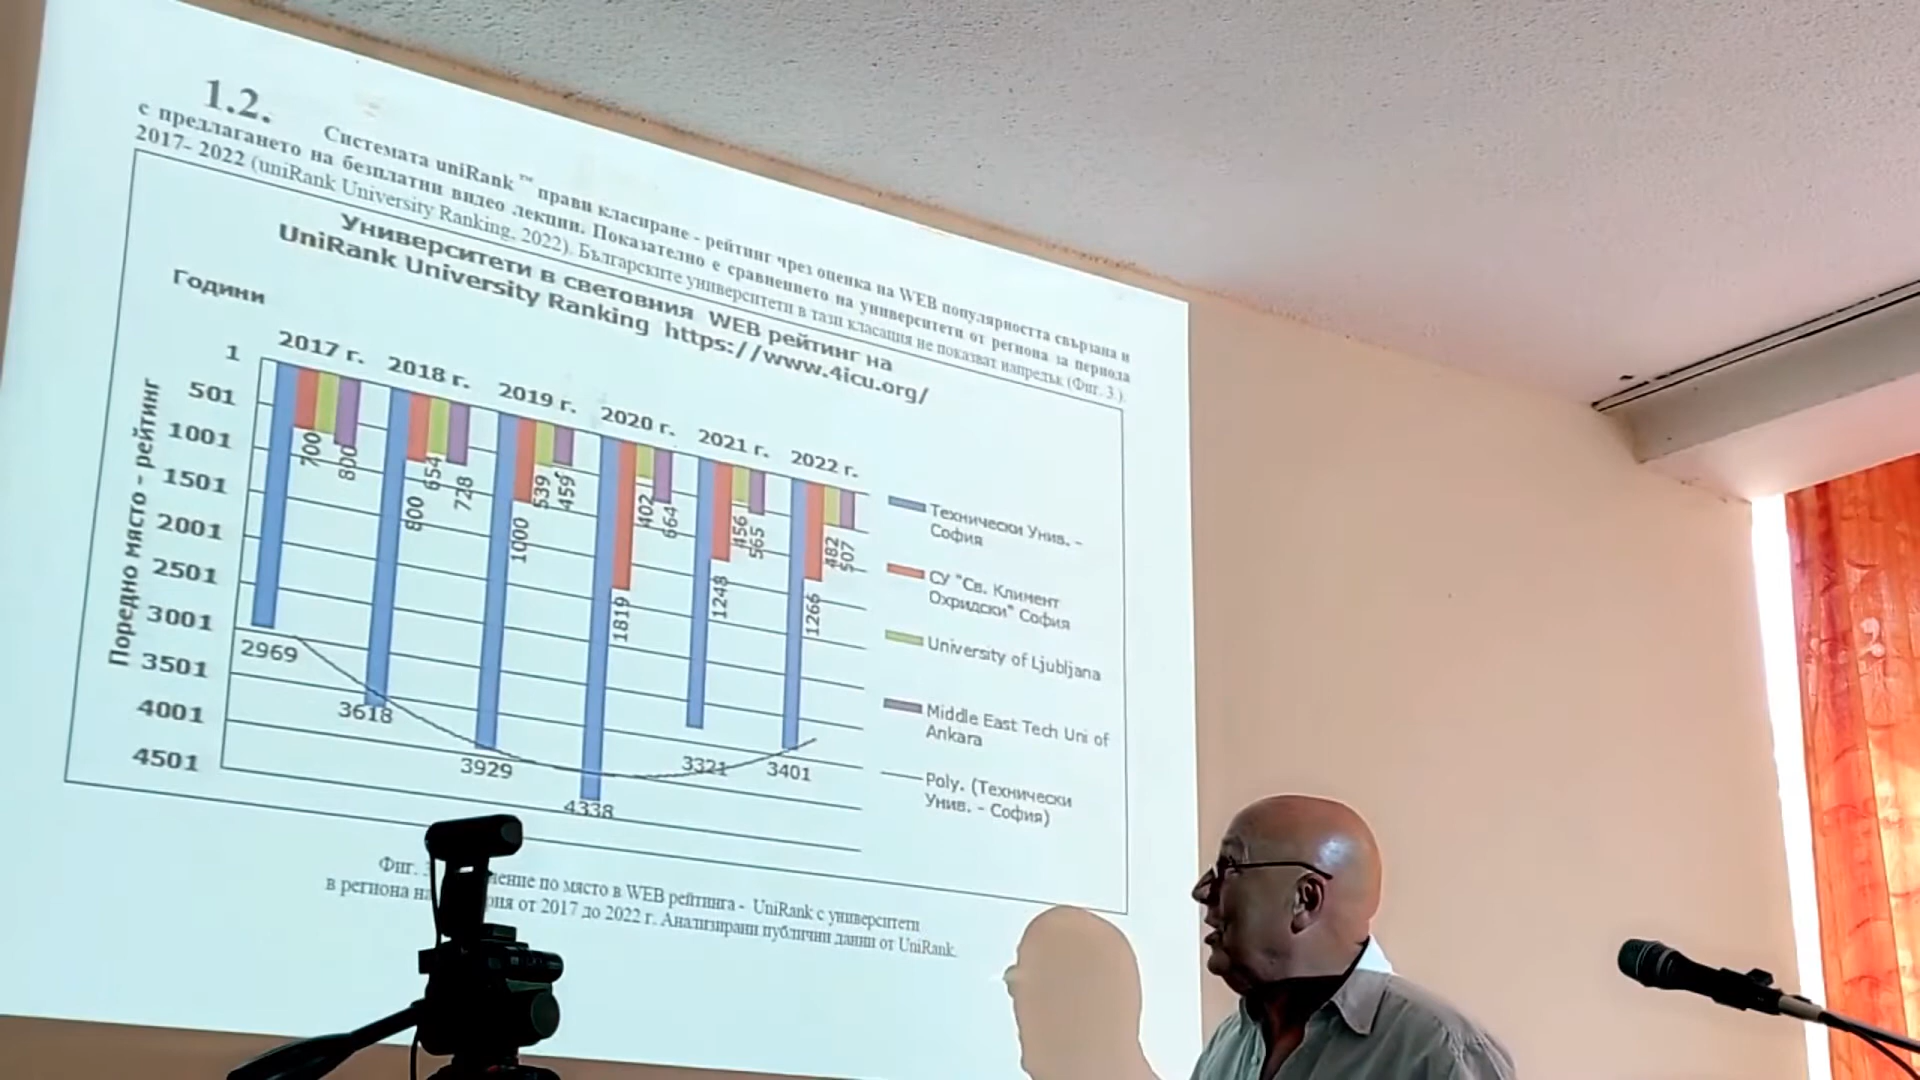 1.2. Системата uniRank™ прави класиране - рейтинг чрез оценка на WEB популярността свързана и
с предлагането на безплатни видео лекции. Показателно е сравнението на университети от региона за периода
2017- 2022 (uniRank University Ranking, 2022). Българските университети в тази класация не показват напредък (Фиг. 3.).
Университети в световния WEB рейтинг на
UniRank University Ranking https://www.4icu.org/
Години
2017 г. 2018 г. 2019 г. 2020 г. 2021 г. 2022 г.
Поредно място - рейтинг
1
501
1001
1501
2001
2501
3001
3501
4001
4501
700 800
800 654 728
1000 539 459
1819 402 664
1248 456 565
1266 482 507
2969
3618
3929
4338
3321
3401
Технически Унив. -
София
СУ "Св. Климент
Охридски" София
University of Ljubljana
Middle East Tech Uni of
Ankara
Poly. (Технически
Унив. - София)
Фиг. по място в WEB рейтинга - UniRank с университети
в региона от 2017 до 2022 г. Анализирани публични данни от UniRank.